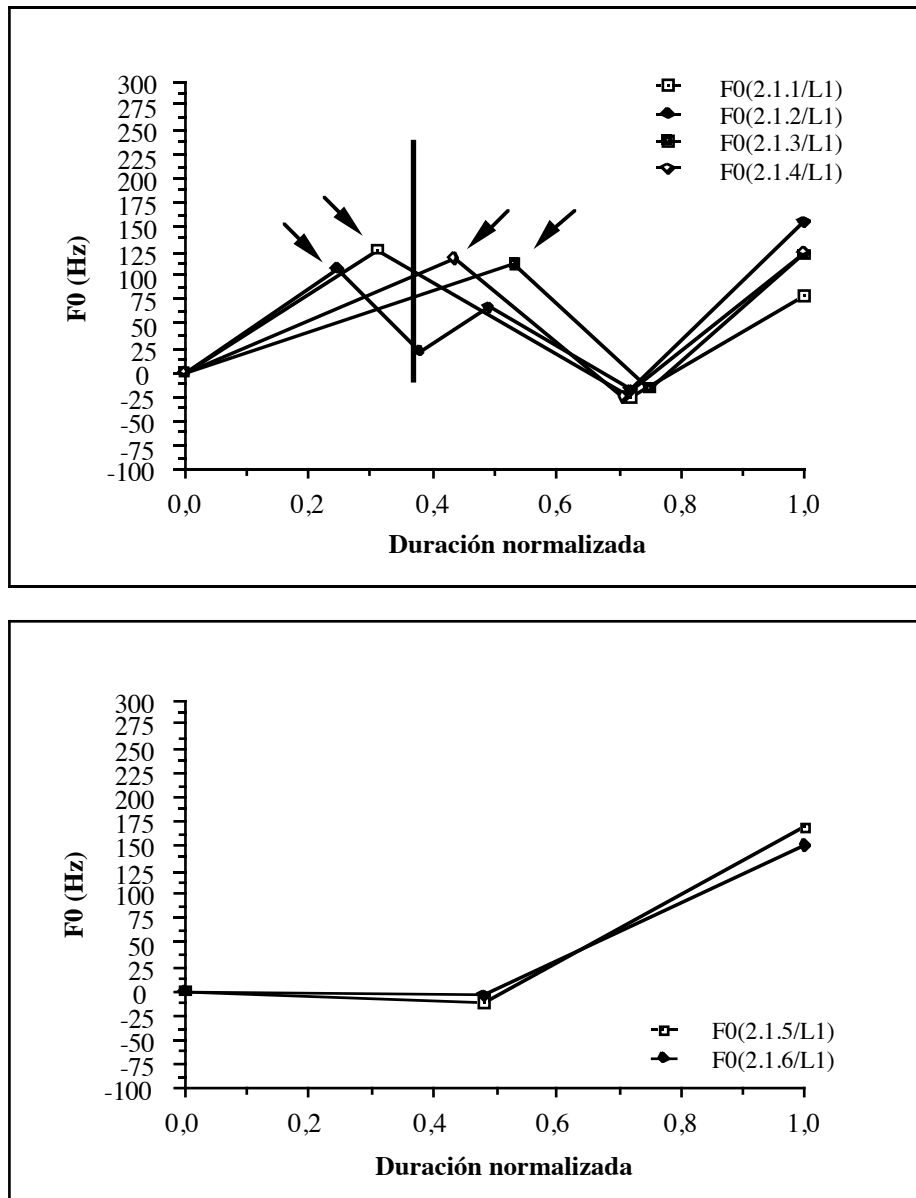 300
275
250
225
200
175
150
125
100
75
50
25
0
-25
-50
-75
-100
F0 (Hz)
F0(2.1.1/L1)
F0(2.1.2/L1)
F0(2.1.3/L1)
F0(2.1.4/L1)
0,0 0,2 0,4 0,6 0,8 1,0
Duración normalizada
300
275
250
225
200
175
150
125
100
75
50
25
0
-25
-50
-75
-100
F0 (Hz)
F0(2.1.5/L1)
F0(2.1.6/L1)
0,0 0,2 0,4 0,6 0,8 1,0
Duración normalizada